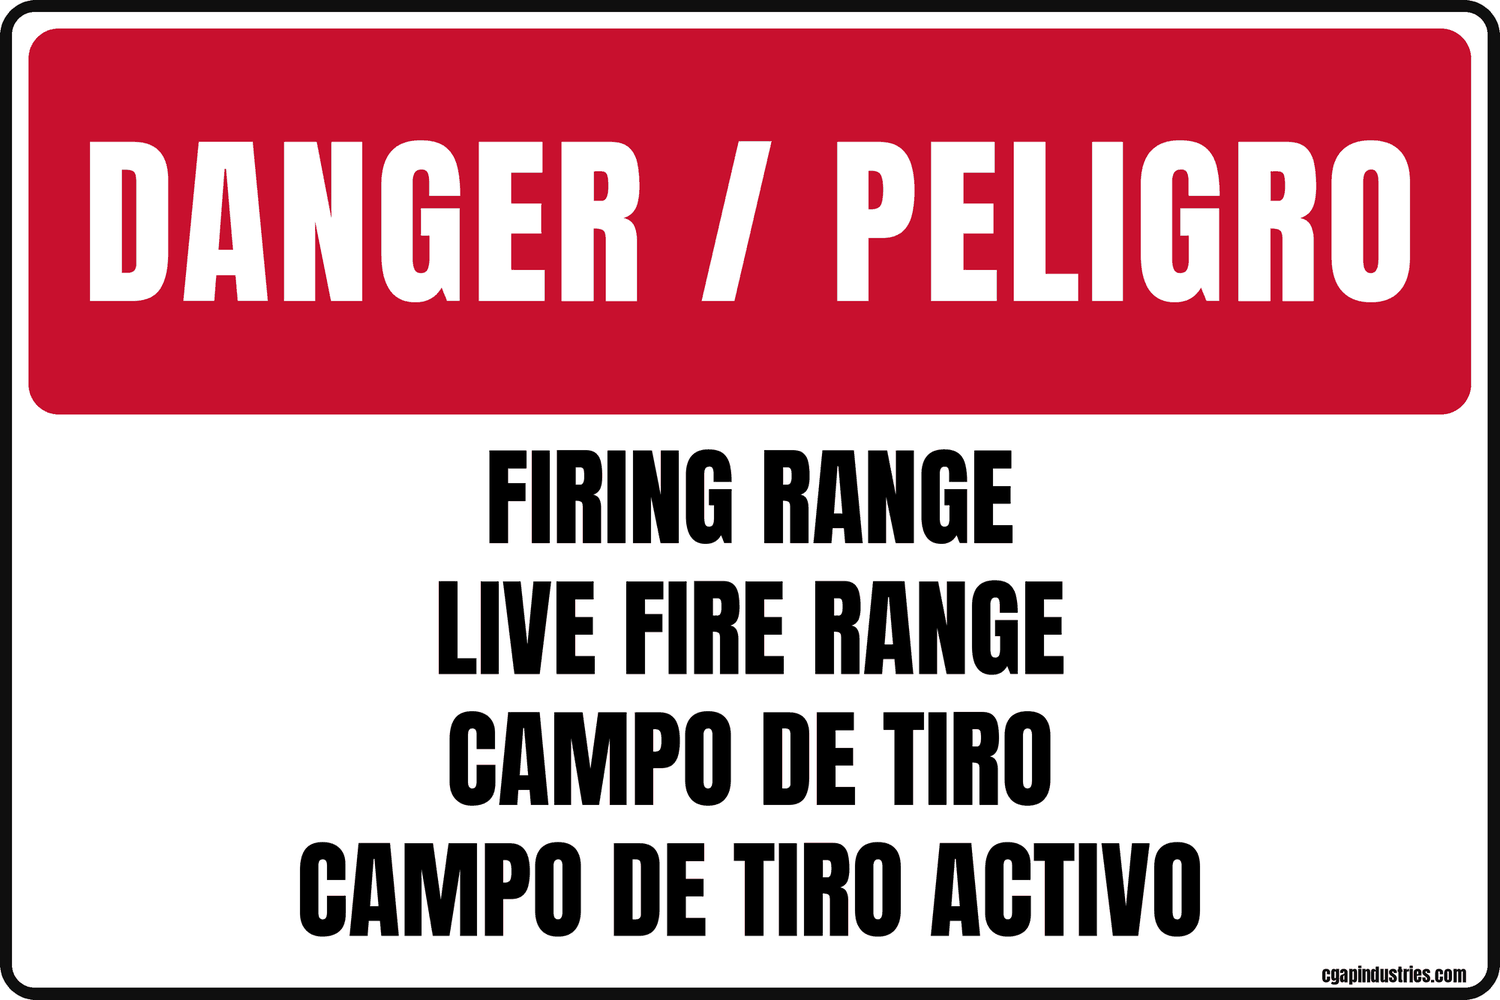 DANGER / PELIGRO
FIRING RANGE
LIVE FIRE RANGE
CAMPO DE TIRO
CAMPO DE TIRO ACTIVO
cgapindustries.com